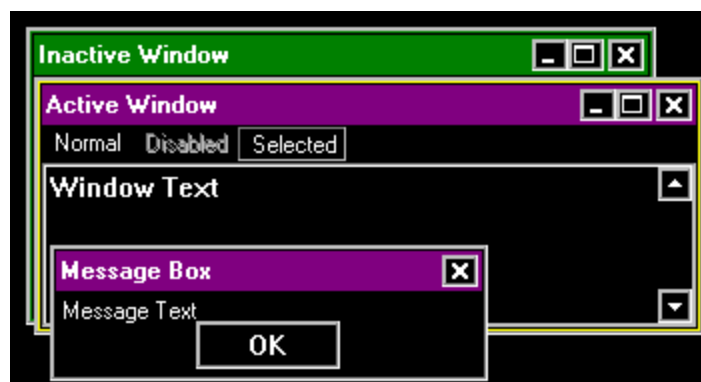 Inactive Window
Active Window
Normal Disabled Selected
Window Text
Message Box
Message Text
OK